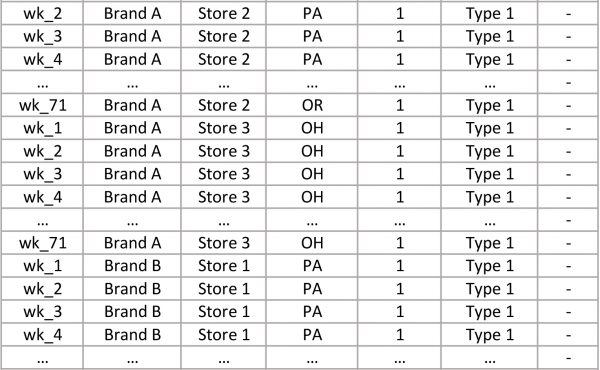 wk_2 Brand A Store 2 PA 1 Type 1 -
wk_3 Brand A Store 2 PA 1 Type 1 -
wk_4 Brand A Store 2 PA 1 Type 1 -
... ... ... ... ... ... -
wk_71 Brand A Store 2 OR 1 Type 1 -
wk_1 Brand A Store 3 OH 1 Type 1 -
wk_2 Brand A Store 3 OH 1 Type 1 -
wk_3 Brand A Store 3 OH 1 Type 1 -
wk_4 Brand A Store 3 OH 1 Type 1 -
... ... ... ... ... ... -
wk_71 Brand A Store 3 OH 1 Type 1 -
wk_1 Brand B Store 1 PA 1 Type 1 -
wk_2 Brand B Store 1 PA 1 Type 1 -
wk_3 Brand B Store 1 PA 1 Type 1 -
wk_4 Brand B Store 1 PA 1 Type 1 -
... ... ... ... ... ... -